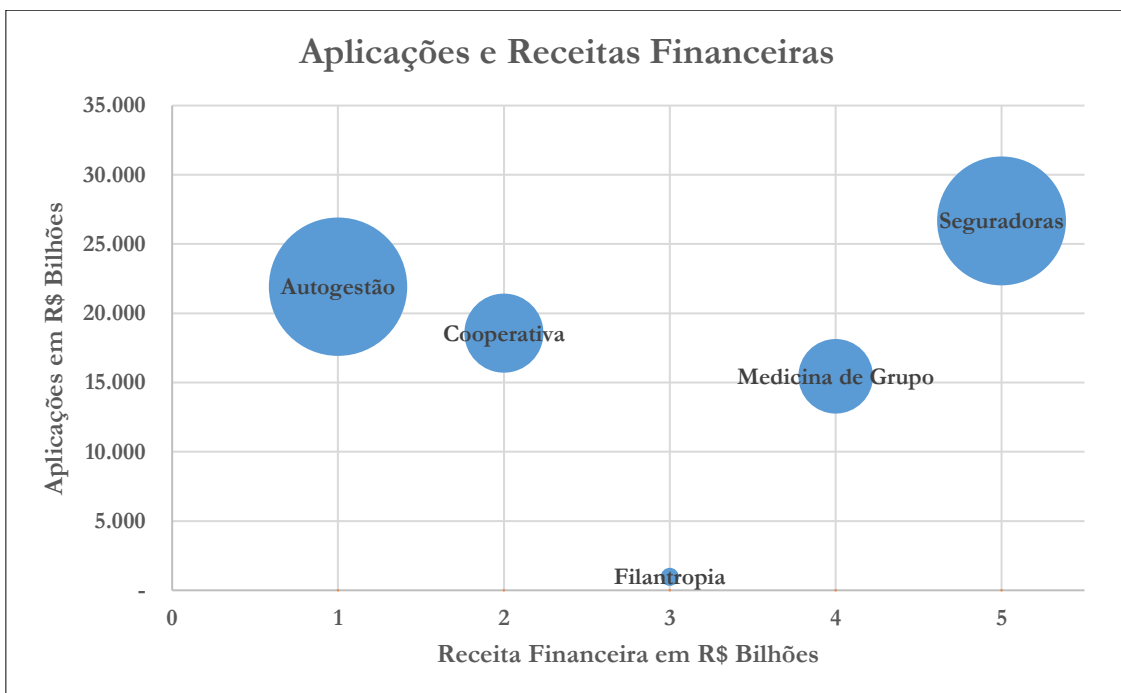 Aplicações e Receitas Financeiras
Aplicações em R$ Bilhões
35.000
30.000
25.000
20.000
15.000
10.000
5.000
-
Seguradoras
Autogestão
Cooperativa
Medicina de Grupo
Filantropia
0 1 2 3 4 5
Receita Financeira em R$ Bilhões